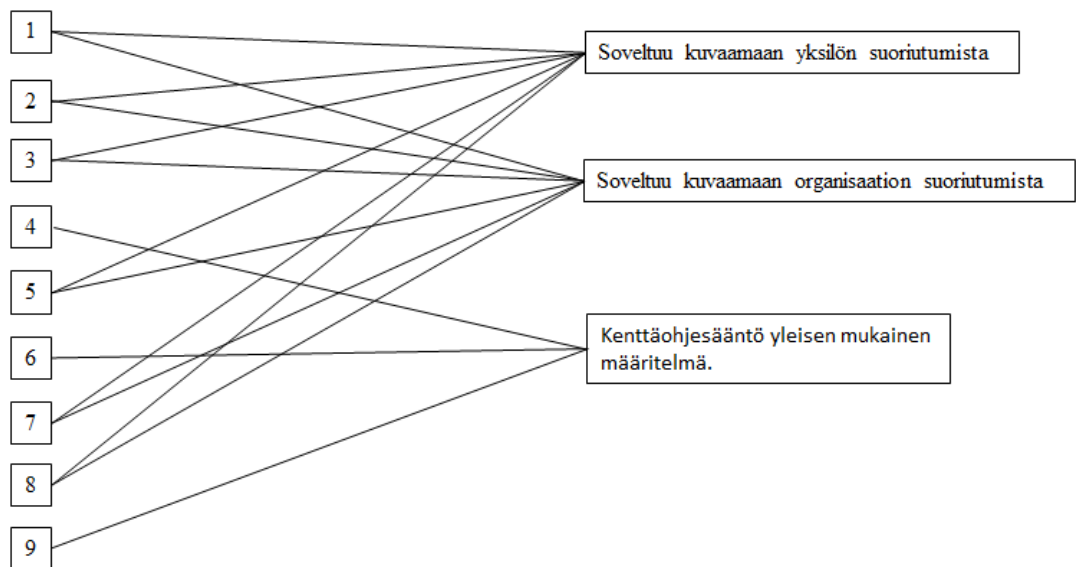 1
2
3
4
5
6
7
8
9
Soveltuu kuvaamaan yksilön suoriutumista
Soveltuu kuvaamaan organisaation suoriutumista
Kenttäohjesääntö yleisen mukainen
määritelmä.